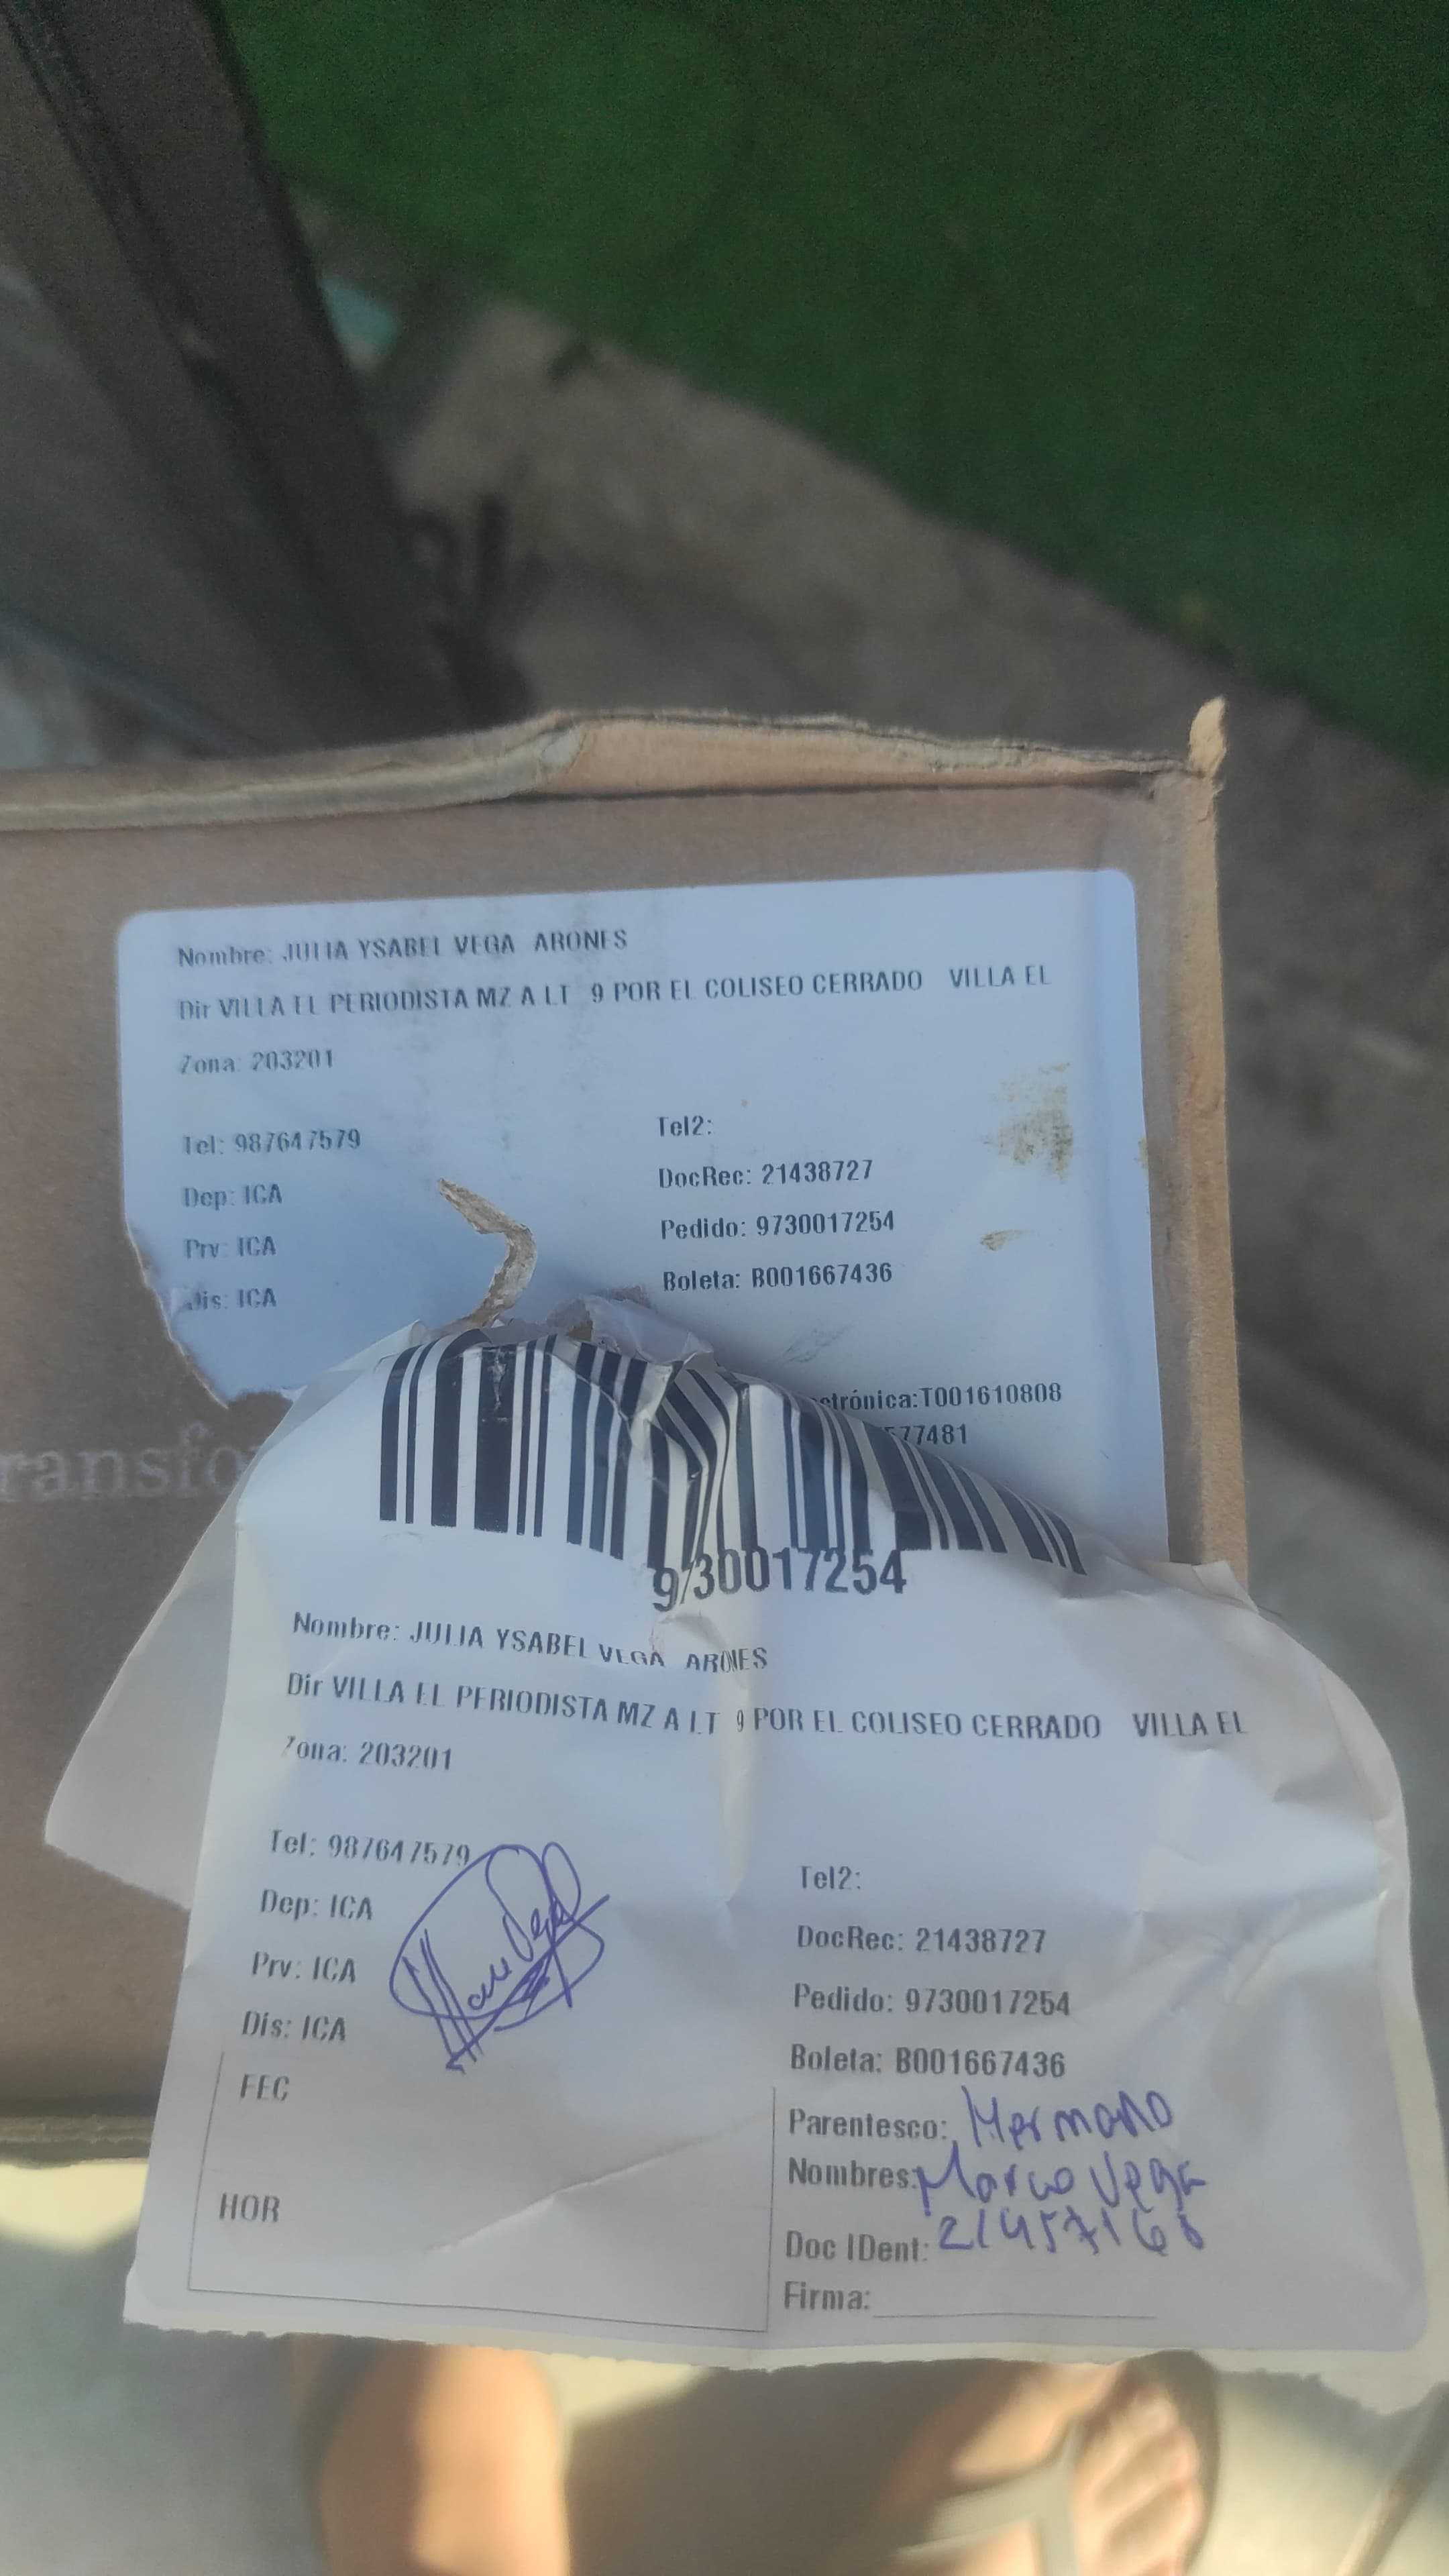 Nombre: JULIA YSABEL VEGA ARONES
Dir VILLA EL PERIODISTA MZ A LT 9 POR EL COLISEO CERRADO VILLA EL
Zona: 203201
Tel: 987647579
Dep: ICA
Prv: ICA
Dis: ICA
Tel2:
DocRec: 21438727
Pedido: 9730017254
Boleta: B001667436
ctrónica:T001610808
577481
ransfo
9730017254
Nombre: JULIA YSABEL VEGA ARONES
Dir VILLA EL PERIODISTA MZ A LT 9 POR EL COLISEO CERRADO VILLA EL
Zona: 203201
Tel: 987647579
Dep: ICA
Prv: ICA
Dis: ICA
FEC
HOR
Tel2:
DocRec: 21438727
Pedido: 9730017254
Boleta: B001667436
Parentesco: Hermano
Nombres: Marco Vega
Doc IDent:
Firma: